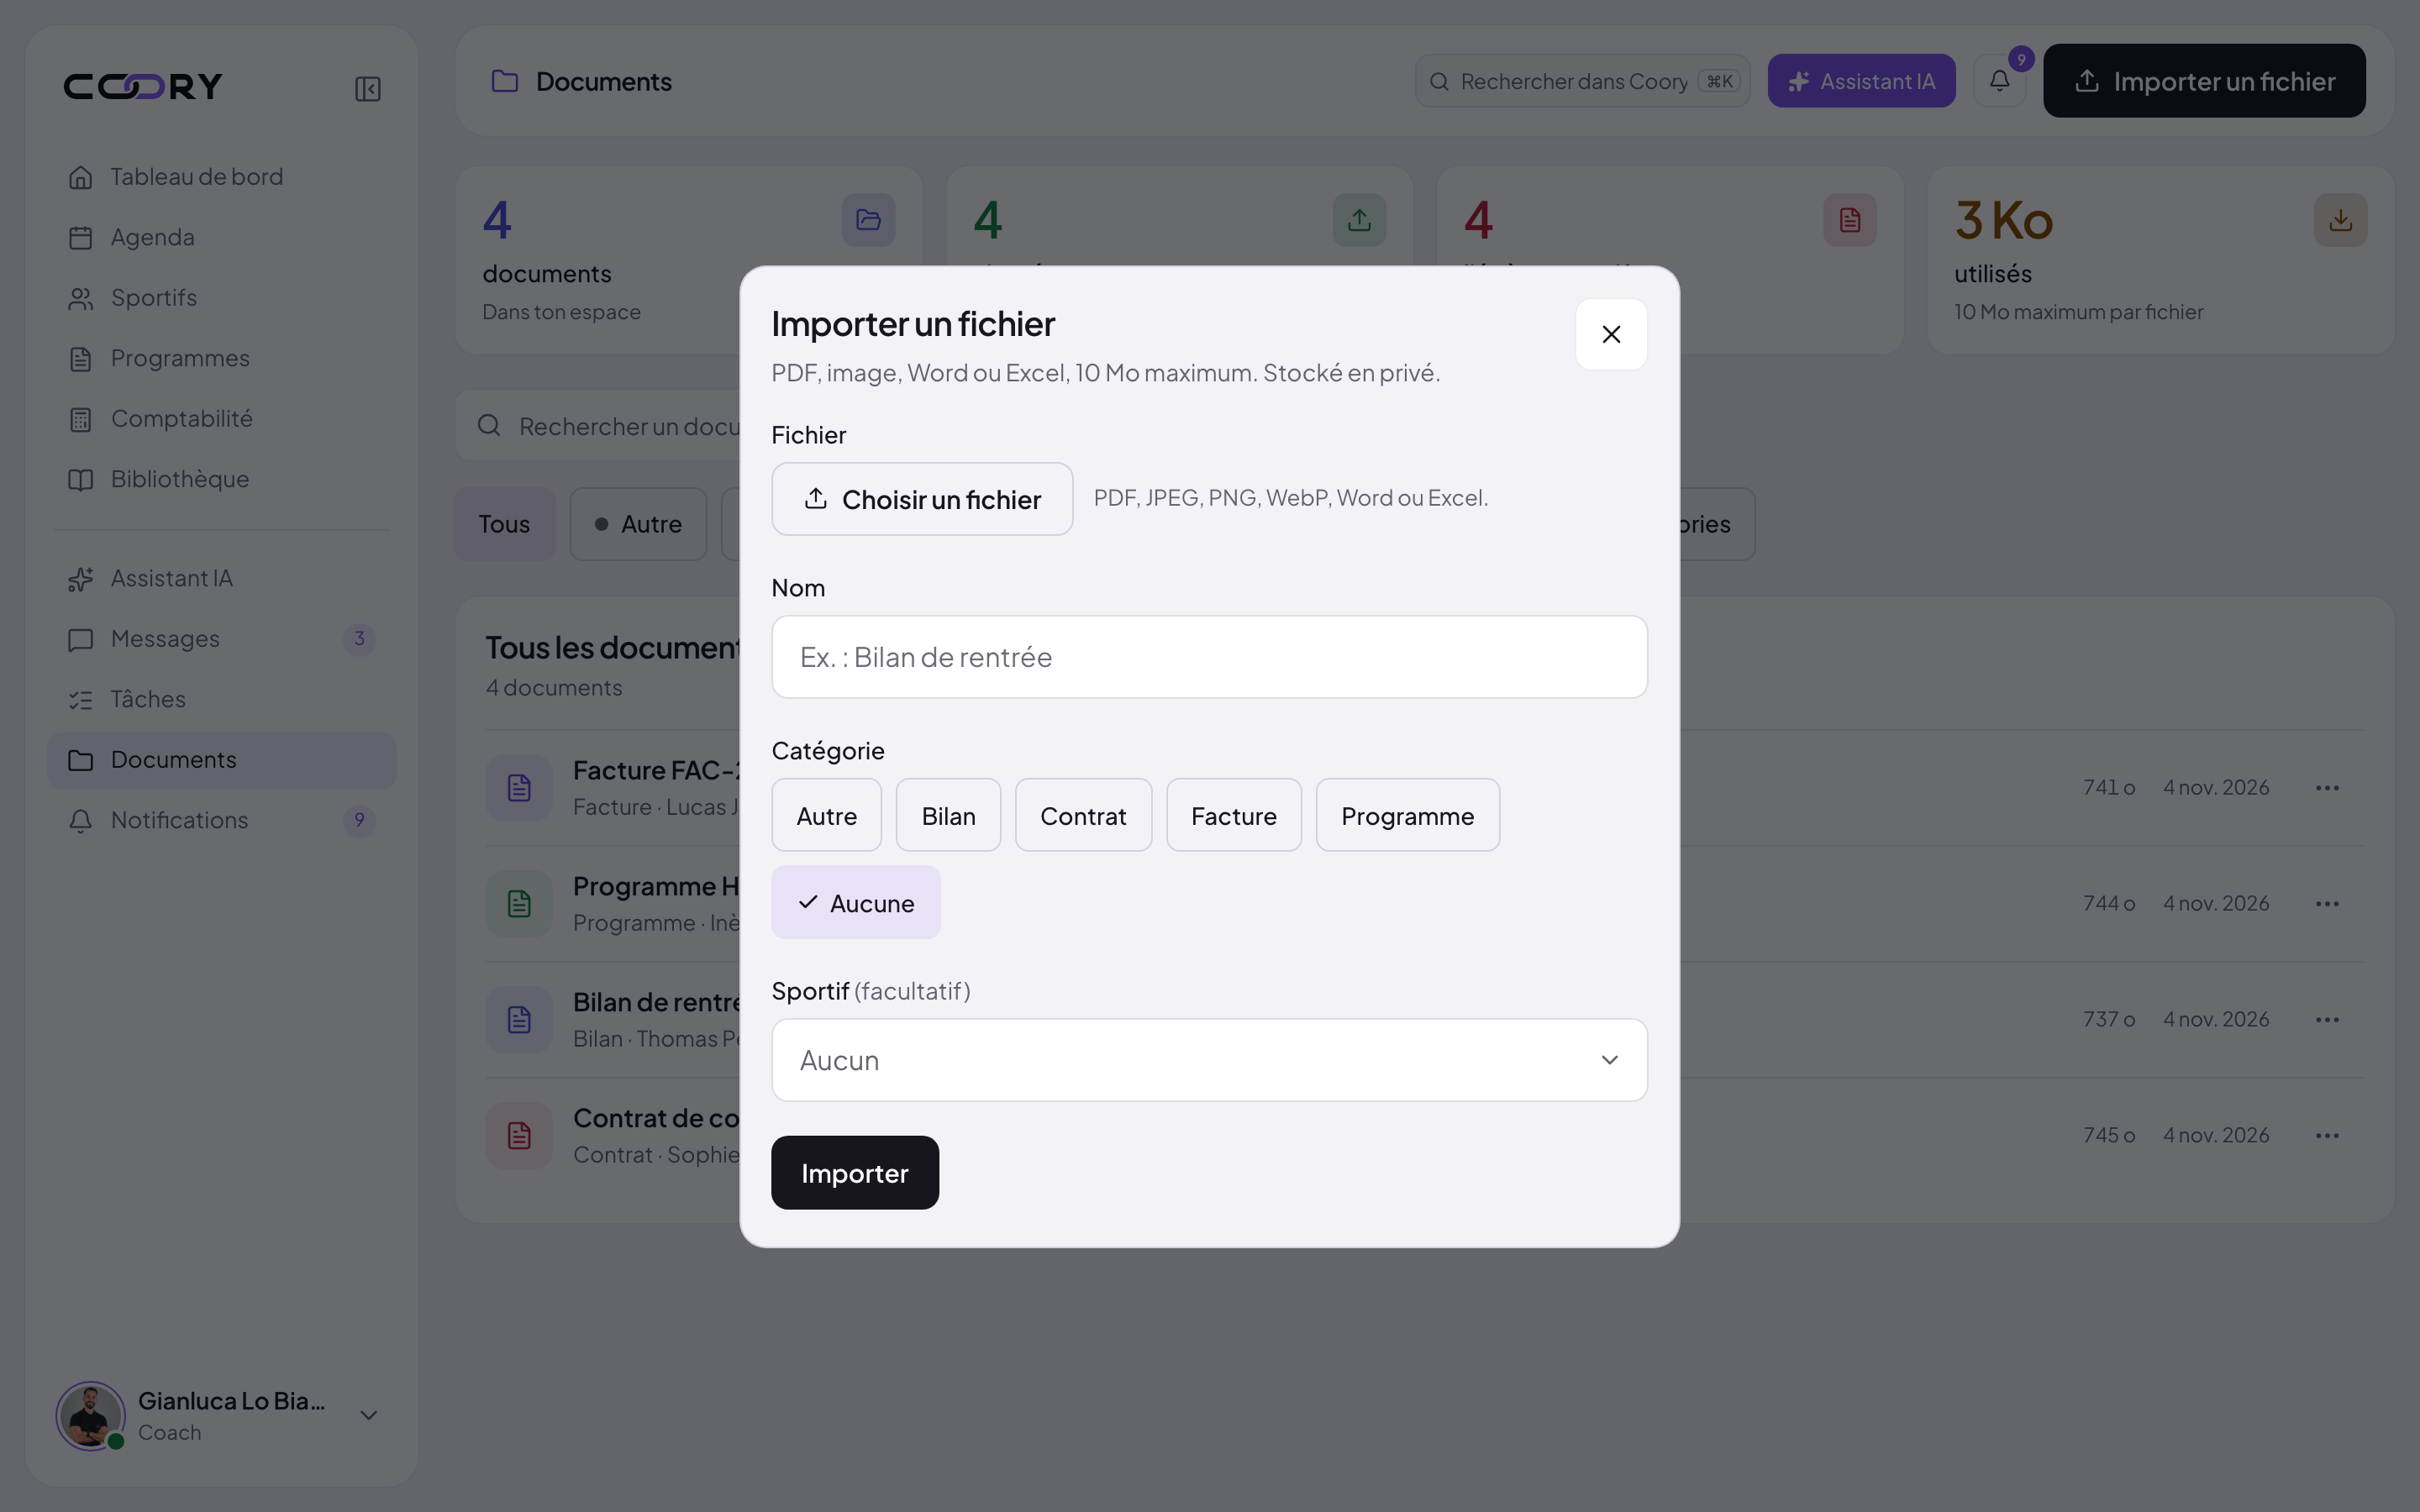 COORY
Tableau de bord
Agenda
Sportifs
Programmes
Comptabilité
Bibliothèque
Assistant IA
Messages 3
Tâches
Documents
Notifications 9
Gianluca Lo Bia...
Coach
Documents
Rechercher dans Coory ⌘K
Assistant IA
9
Importer un fichier
4
documents
Dans ton espace
4
4
3 Ko
utilisés
10 Mo maximum par fichier
Rechercher un docu
Tous
Autre
ories
Tous les document
4 documents
Facture FAC-2
Facture · Lucas J
741 o 4 nov. 2026
Programme H
Programme · Inè
744 o 4 nov. 2026
Bilan de rentré
Bilan · Thomas Pe
737 o 4 nov. 2026
Contrat de co
Contrat · Sophie
745 o 4 nov. 2026
Importer un fichier
PDF, image, Word ou Excel, 10 Mo maximum. Stocké en privé.
Fichier
Choisir un fichier
PDF, JPEG, PNG, WebP, Word ou Excel.
Nom
Ex. : Bilan de rentrée
Catégorie
Autre
Bilan
Contrat
Facture
Programme
Aucune
Sportif (facultatif)
Aucun
Importer